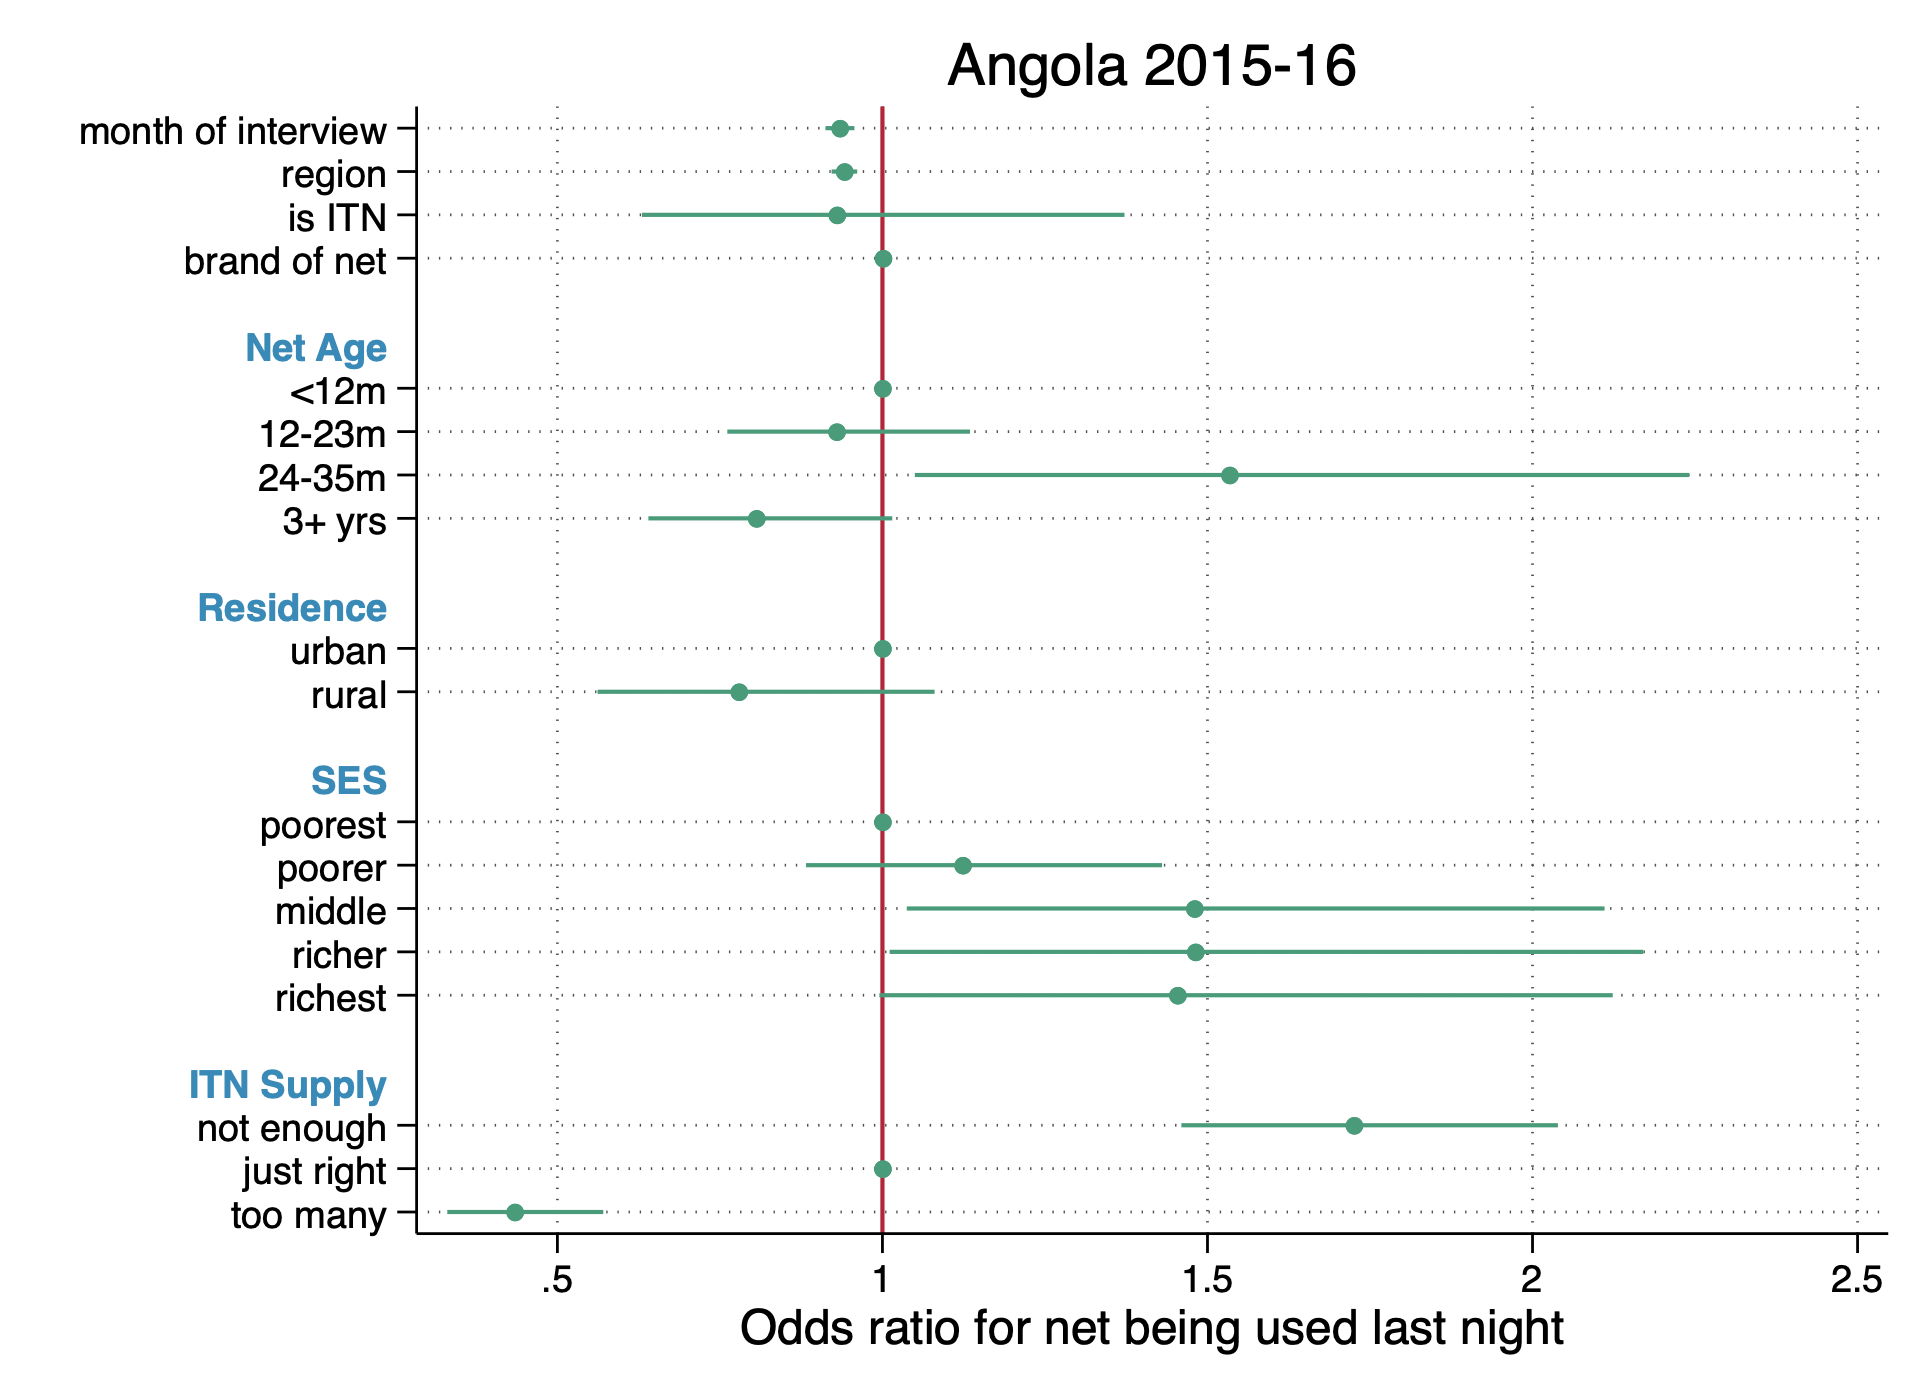 Angola 2015-16
month of interview
region
is ITN
brand of net
Net Age
<12m
12-23m
24-35m
3+ yrs
Residence
urban
rural
SES
poorest
poorer
middle
richer
richest
ITN Supply
not enough
just right
too many
.5 1 1.5 2 2.5
Odds ratio for net being used last night